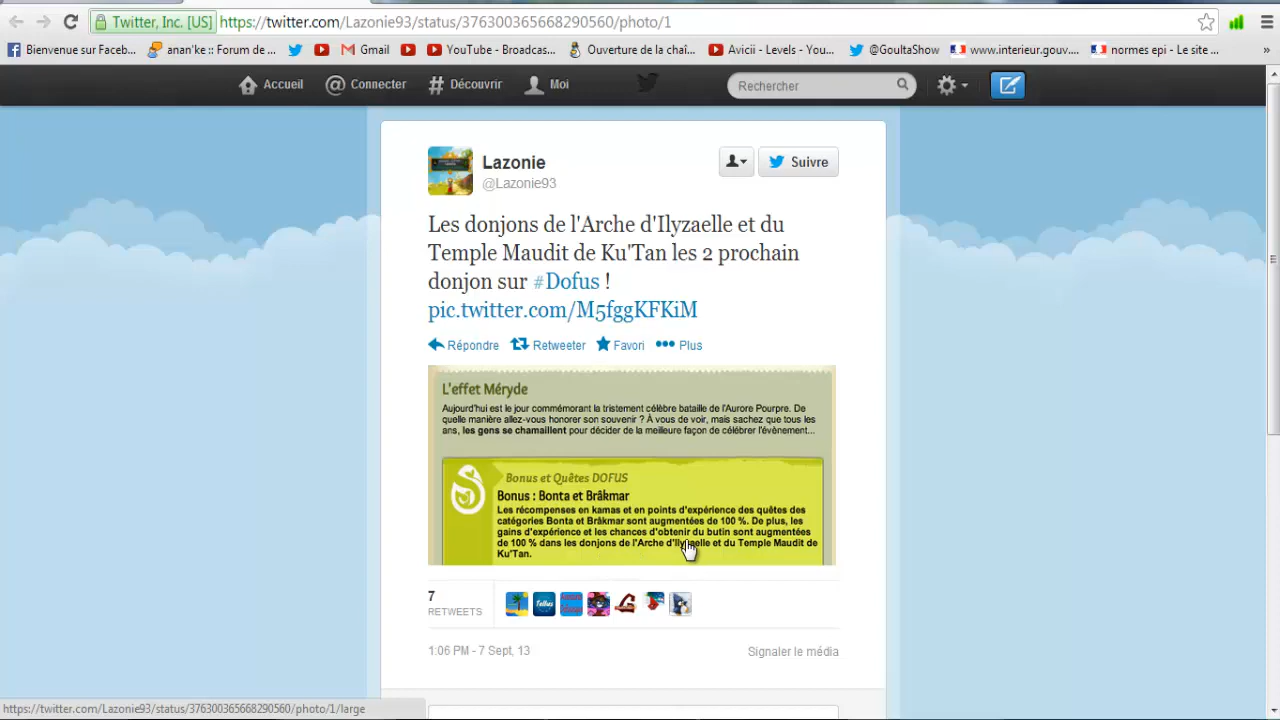 Twitter, Inc. [US] https://twitter.com/Lazonie93/status/376300365668290560/photo/1
Bienvenue sur Faceb... anan'ke :: Forum de ... Gmail YouTube - Broadcas... Ouverture de la chaî... Avicii - Levels - You... @GoultaShow www.interieur.gouv.... normes epi - Le site ... »
Accueil Connecter Découvrir Moi Rechercher
Lazonie
Suivre
@Lazonie93
Les donjons de l'Arche d'Ilyzaelle et du
Temple Maudit de Ku'Tan les 2 prochain
donjon sur #Dofus !
pic.twitter.com/M5fggKFKiM
Répondre Retweeter Favori Plus
L'effet Méryde
Aujourd'hui est le jour commémorant la tristement célèbre bataille de l'Aurore Pourpre. De
quelle manière allez-vous honorer son souvenir ? À vous de voir, mais sachez que tous les
ans, les gens se chamaillent pour décider de la meilleure façon de célébrer l'évènement...
Bonus et Quêtes DOFUS
Bonus : Bonta et Brâkmar
Les récompenses en kamas et en points d'expérience des quêtes des
catégories Bonta et Brâkmar sont augmentées de 100 %. De plus, les
gains d'expérience et les chances d'obtenir du butin sont augmentées
de 100 % dans les donjons de l'Arche d'Ilyzaelle et du Temple Maudit de
Ku'Tan.
7
RETWEETS
1:06 PM - 7 Sept, 13
Signaler le média
https://twitter.com/Lazonie93/status/376300365668290560/photo/1/large